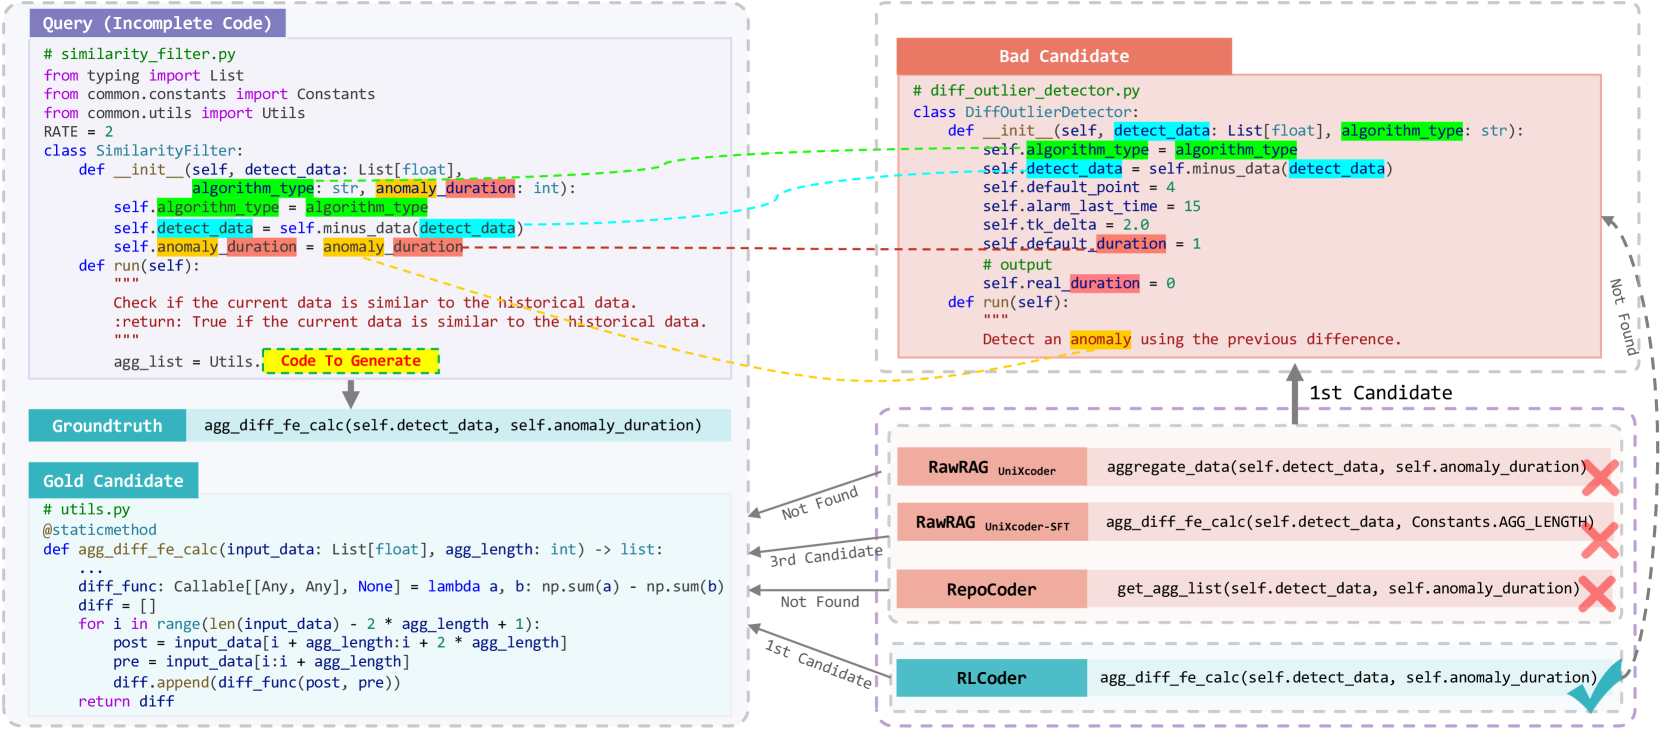 Query (Incomplete Code)
# similarity_filter.py
from typing import List
from common.constants import Constants
from common.utils import Utils
RATE = 2
class SimilarityFilter:
    def __init__(self, detect_data: List[float],
                 algorithm_type: str, anomaly_duration: int):
        self.algorithm_type = algorithm_type
        self.detect_data = self.minus_data(detect_data)
        self.anomaly_duration = anomaly_duration
    def run(self):
        """
        Check if the current data is similar to the historical data.
        :return: True if the current data is similar to the historical data.
        """
        agg_list = Utils. Code To Generate
Groundtruth
agg_diff_fe_calc(self.detect_data, self.anomaly_duration)
Gold Candidate
# utils.py
@staticmethod
def agg_diff_fe_calc(input_data: List[float], agg_length: int) -> list:
    ...
    diff_func: Callable[[Any, Any], None] = lambda a, b: np.sum(a) - np.sum(b)
    diff = []
    for i in range(len(input_data) - 2 * agg_length + 1):
        post = input_data[i + agg_length:i + 2 * agg_length]
        pre = input_data[i:i + agg_length]
        diff.append(diff_func(post, pre))
    return diff
Bad Candidate
# diff_outlier_detector.py
class DiffOutlierDetector:
    def __init__(self, detect_data: List[float], algorithm_type: str):
        self.algorithm_type = algorithm_type
        self.detect_data = self.minus_data(detect_data)
        self.default_point = 4
        self.alarm_last_time = 15
        self.tk_delta = 2.0
        self.default_duration = 1
        # output
        self.real_duration = 0
    def run(self):
        """
        Detect an anomaly using the previous difference.
Not Found
1st Candidate
RawRAG UniXcoder
aggregate_data(self.detect_data, self.anomaly_duration)
Not Found
RawRAG UniXcoder-SFT
agg_diff_fe_calc(self.detect_data, Constants.AGG_LENGTH)
3rd Candidate
RepoCoder
get_agg_list(self.detect_data, self.anomaly_duration)
Not Found
RLCoder
agg_diff_fe_calc(self.detect_data, self.anomaly_duration)
1st Candidate